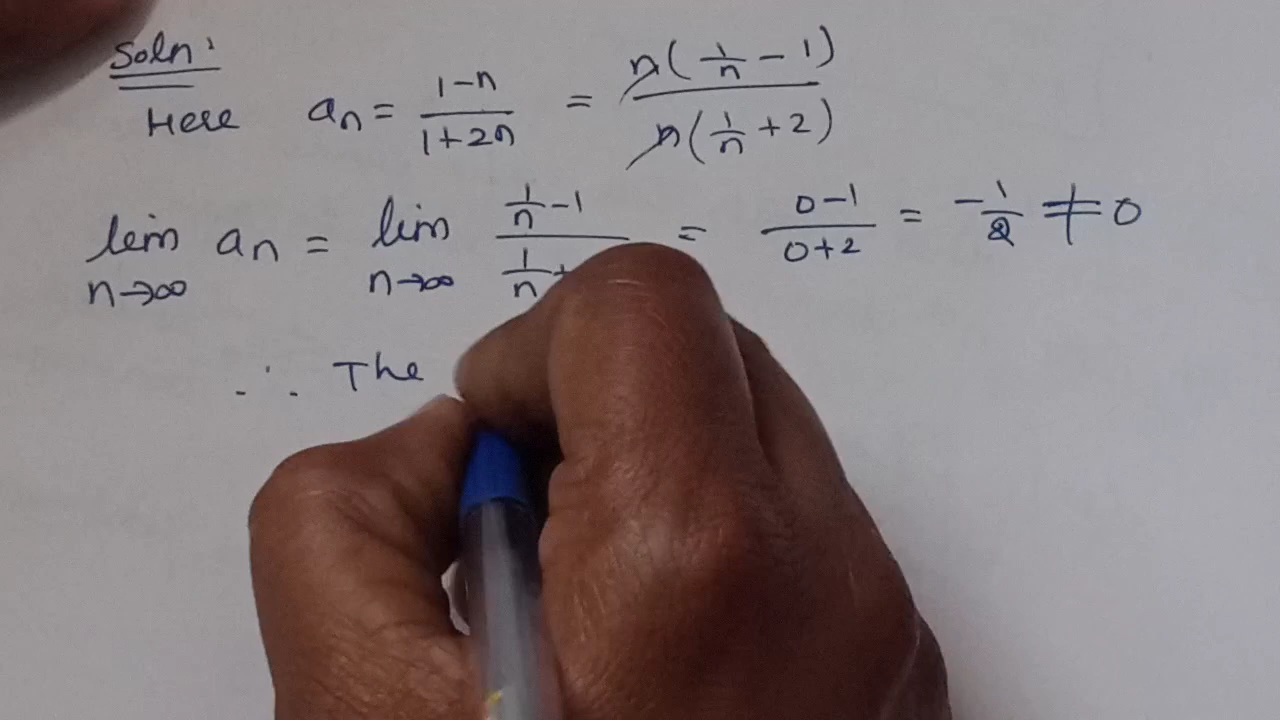 Soln:
Here an = 1-n / 1+2n = n(1/n - 1) / n(1/n + 2)
lim n→∞ an = lim n→∞ 1/n -1 / 1/n + = 0-1 / 0+2 = -1/2 ≠ 0
∴ The